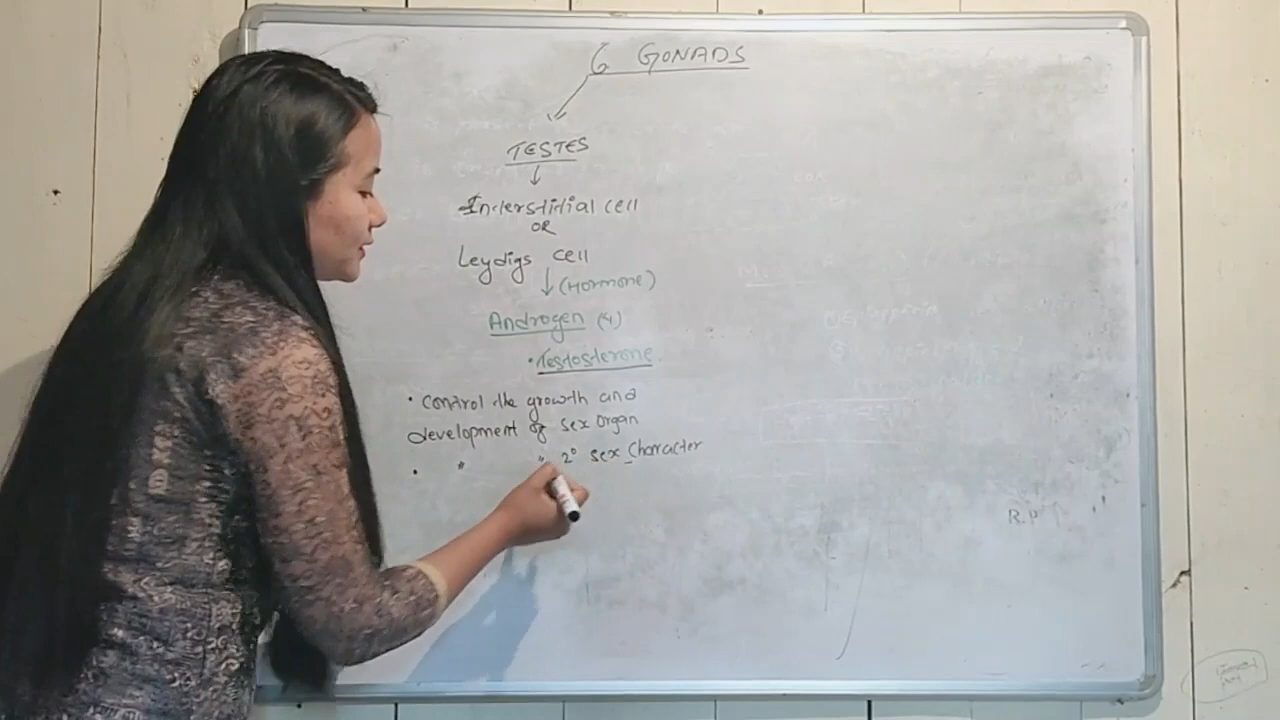 6 GONADS
TESTES
Interstitial cell
OR
Leydigs cell
(Hormone)
Androgen (4)
• Testosterone
• control the growth and
development of sex organ
• " " 2° sex character
R.P